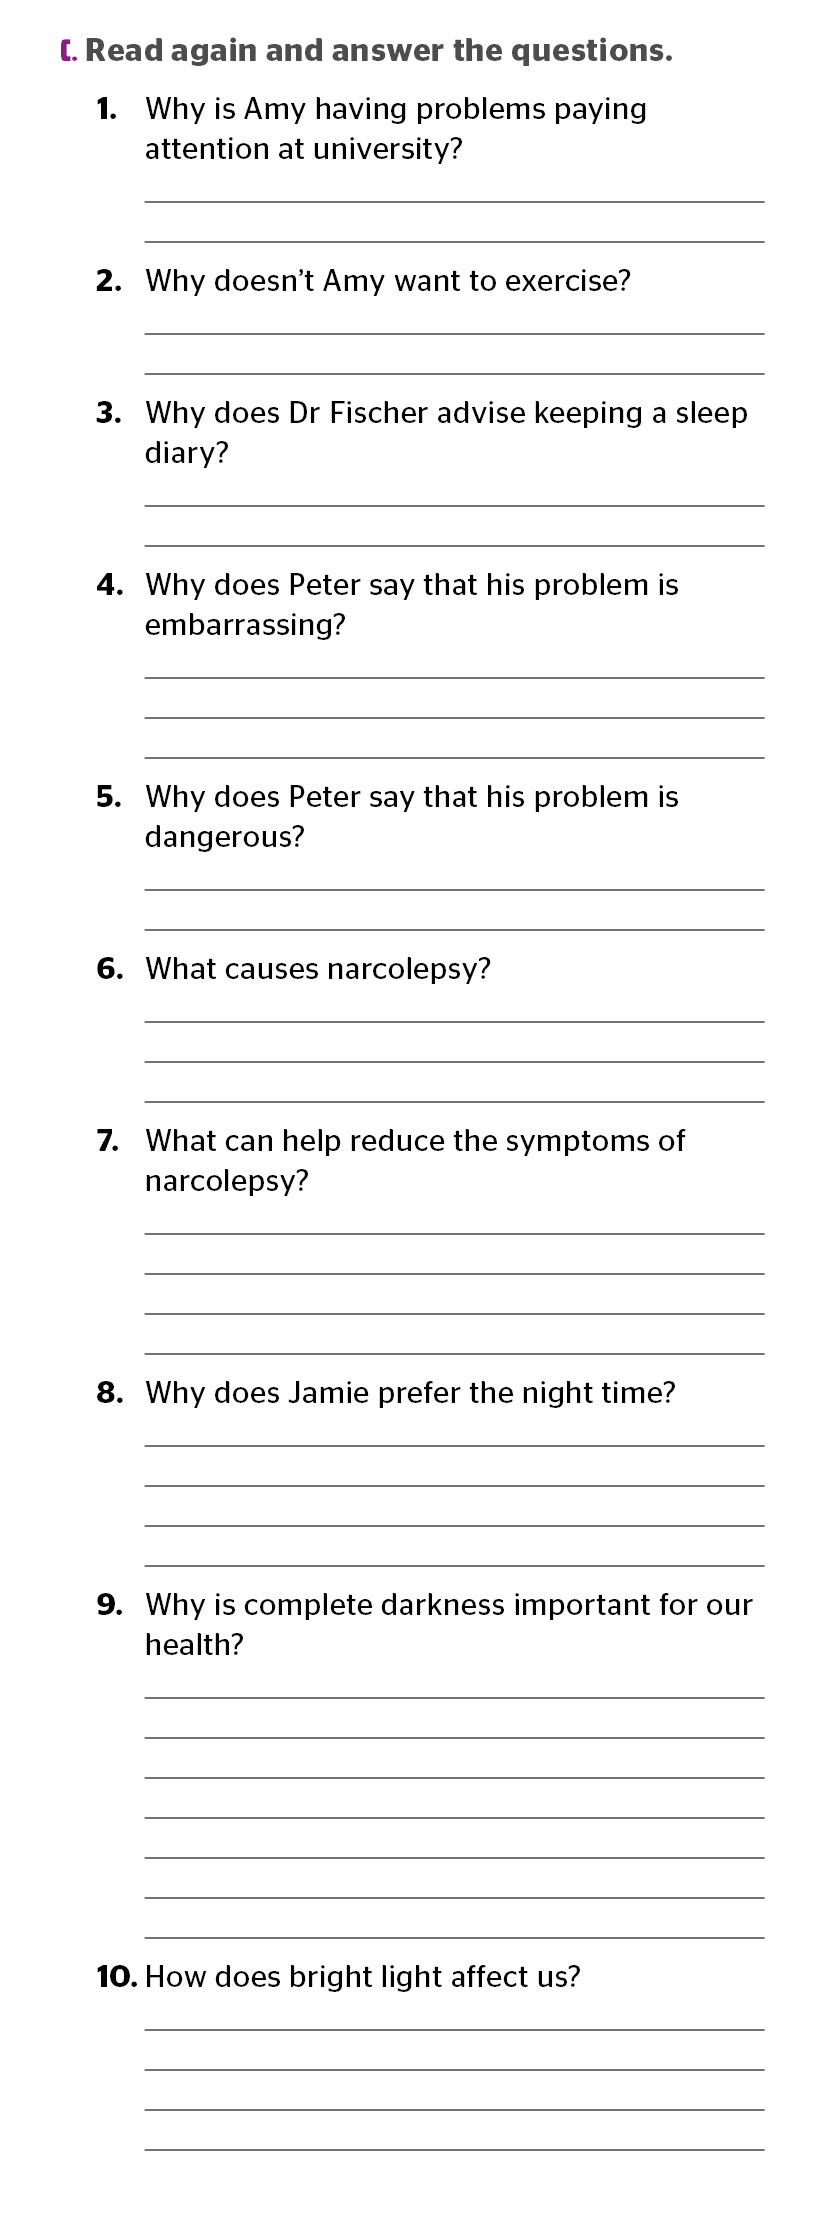 C. Read again and answer the questions.
1. Why is Amy having problems paying
attention at university?
2. Why doesn’t Amy want to exercise?
3. Why does Dr Fischer advise keeping a sleep
diary?
4. Why does Peter say that his problem is
embarrassing?
5. Why does Peter say that his problem is
dangerous?
6. What causes narcolepsy?
7. What can help reduce the symptoms of
narcolepsy?
8. Why does Jamie prefer the night time?
9. Why is complete darkness important for our
health?
10. How does bright light affect us?